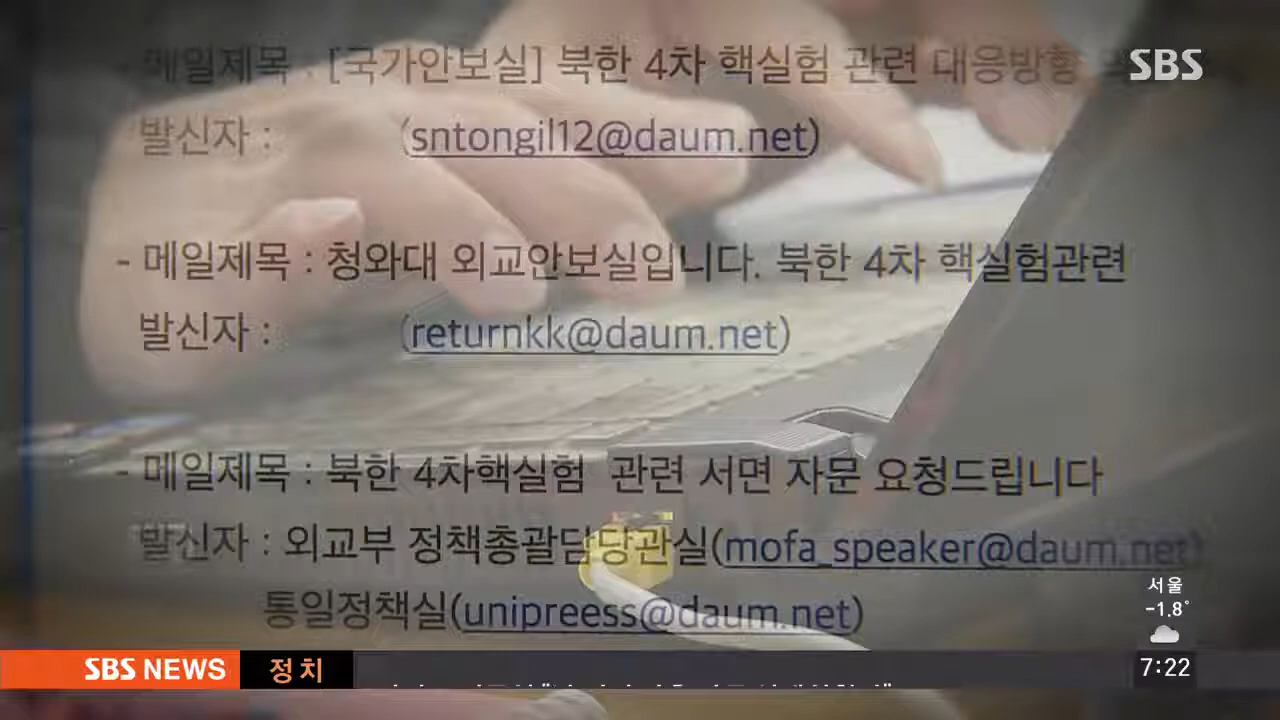 - 메일제목 : [국가안보실] 북한 4차 핵실험 관련 대응방향
SBS
발신자 : (sntongil12@daum.net)
- 메일제목 : 청와대 외교안보실입니다. 북한 4차 핵실험관련
발신자 : (returnkk@daum.net)
- 메일제목 : 북한 4차핵실험 관련 서면 자문 요청드립니다
발신자 : 외교부 정책총괄담당관실(mofa_speaker@daum.net)
통일정책실(unipreess@daum.net)
서울
-1.8°
SBS NEWS 정치
7:22